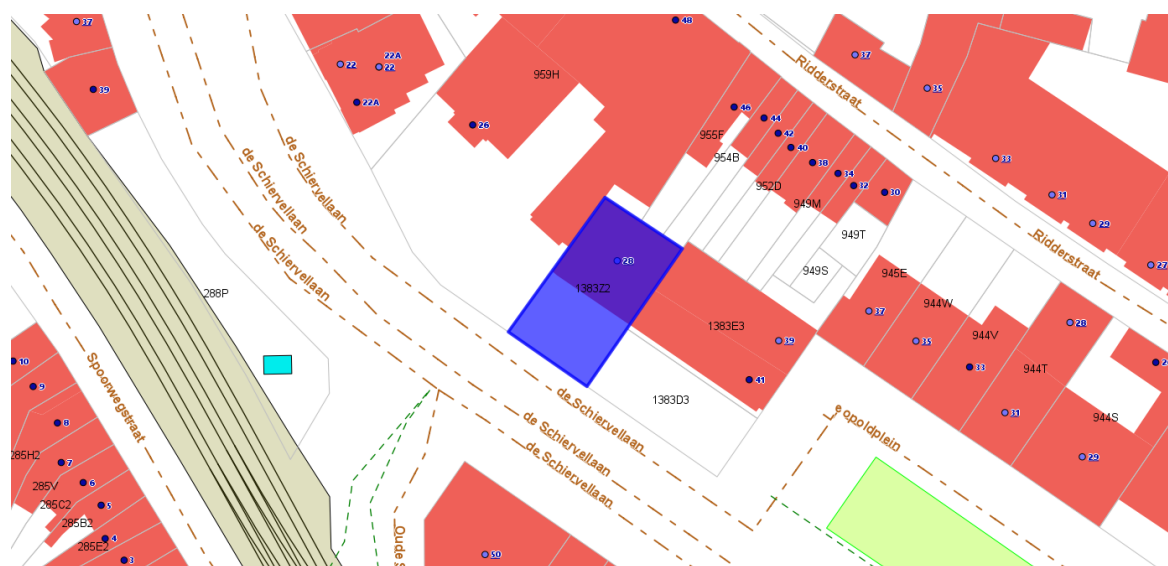 37
39
22
22A
22
22A
26
959H
48
46
44
42
40
38
34
32
30
955F
954B
952D
949M
949T
949S
Ridderstraat
37
35
33
31
29
27
Ridderstraat
de Schiervellaan
de Schiervellaan
de Schiervellaan
288P
28
1383Z2
1383E3
39
41
1383D3
945E
37
944W
35
944V
33
944T
28
31
944S
29
de Schiervellaan
de Schiervellaan
de Schiervellaan
eopoldplein
Spoorwegstraat
10
9
8
7
6
5
4
3
285H2
285V
285C2
285B2
285E2
Oude
50